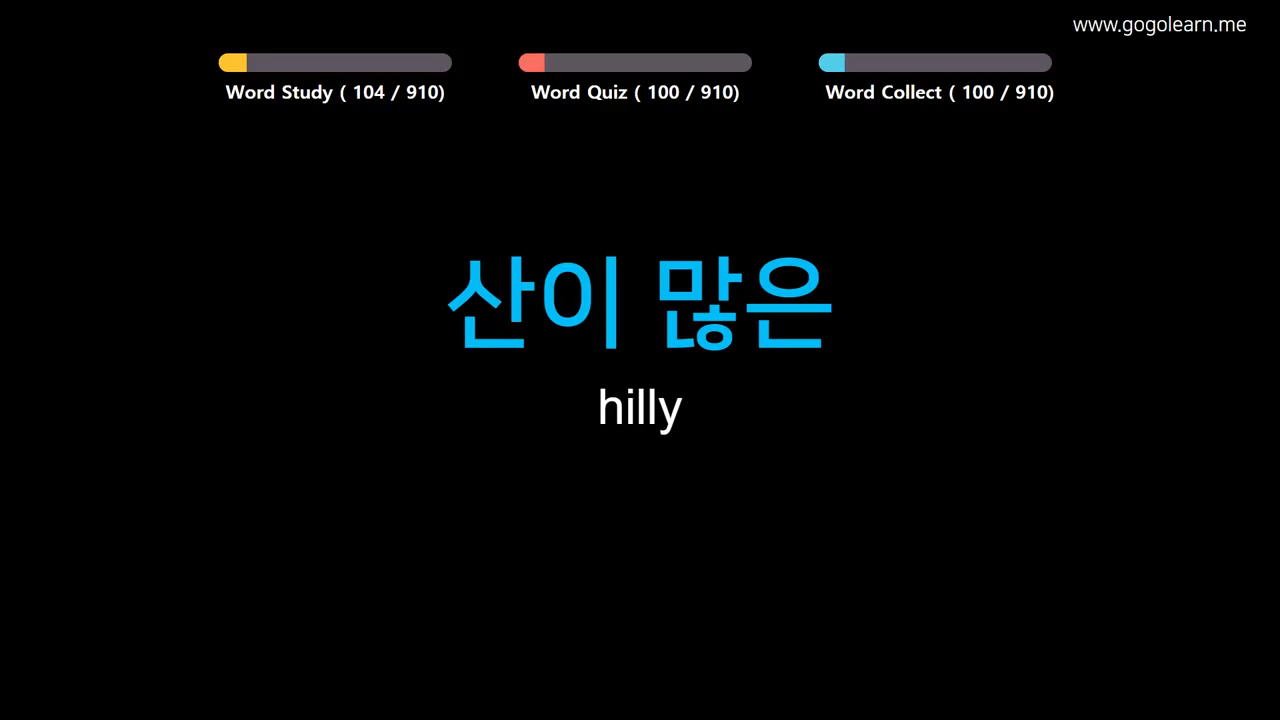 www.gogolearn.me
Word Study ( 104 / 910)
Word Quiz ( 100 / 910)
Word Collect ( 100 / 910)
산이 많은
hilly